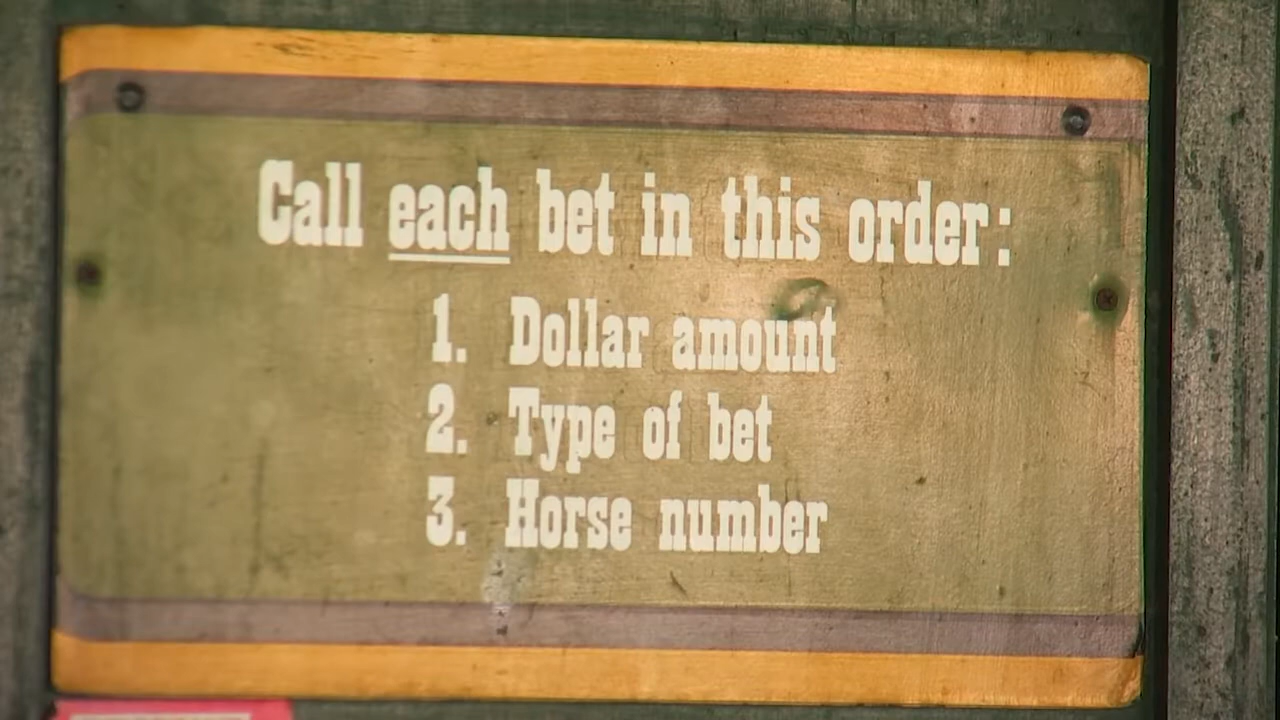 Call each bet in this order:
1. Dollar amount
2. Type of bet
3. Horse number